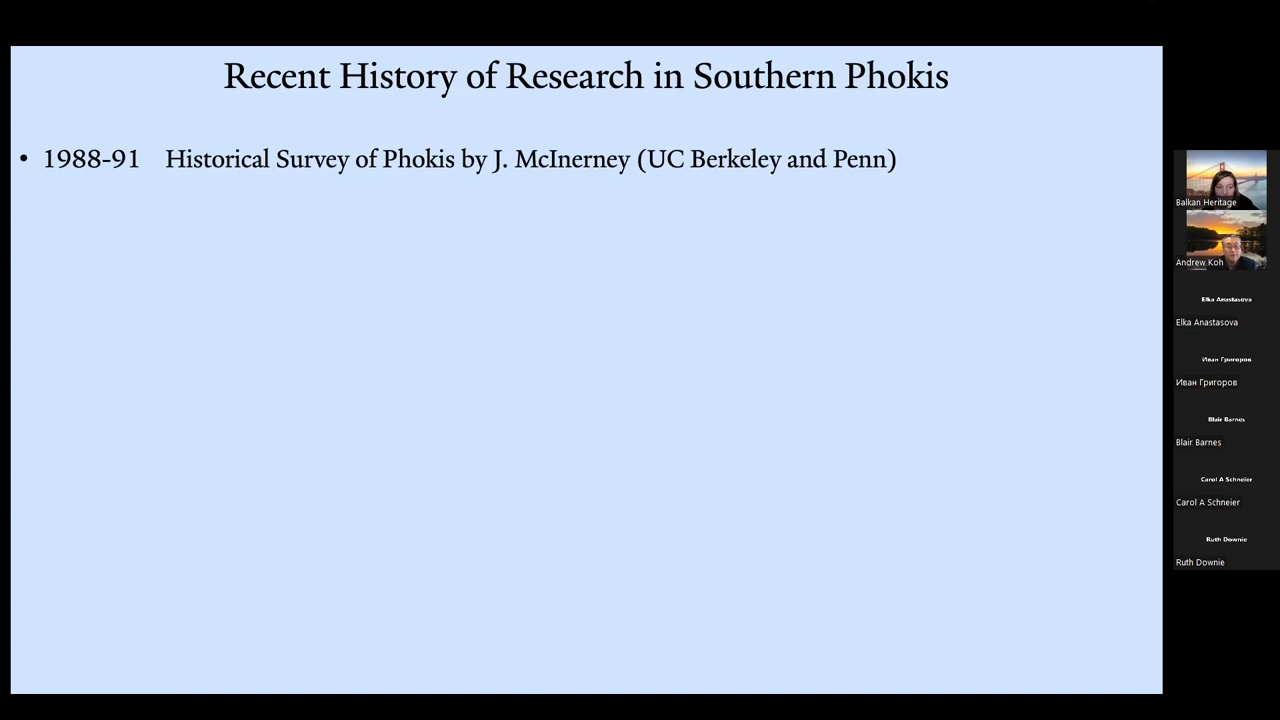 Recent History of Research in Southern Phokis
• 1988-91 Historical Survey of Phokis by J. McInerney (UC Berkeley and Penn)
Balkan Heritage
Andrew Koh
Elka Anastasova
Elka Anastasova
Иван Григоров
Иван Григоров
Blair Barnes
Blair Barnes
Carol A Schneier
Carol A Schneier
Ruth Downie
Ruth Downie